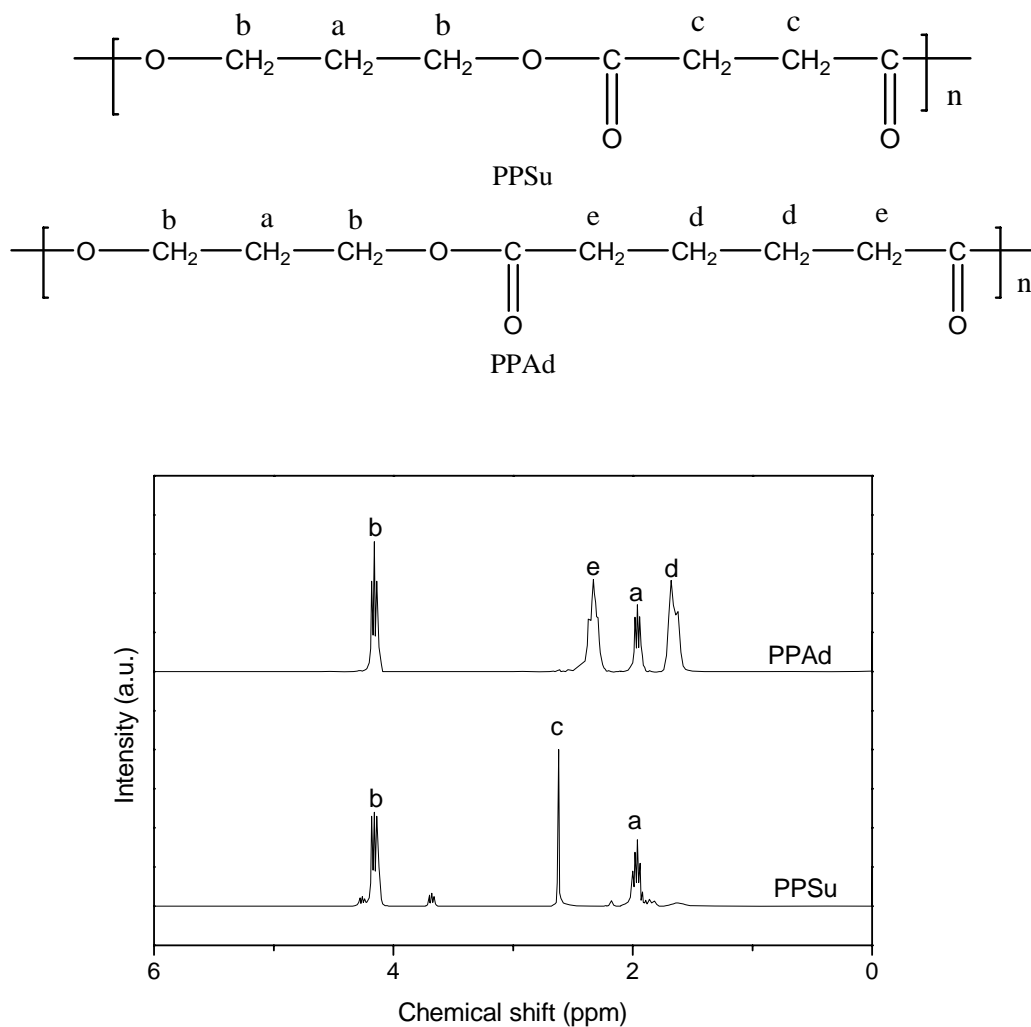 b a b c c
O CH2 CH2 CH2 O C CH2 CH2 C n
O O
PPSu
b a b e d d e
O CH2 CH2 CH2 O C CH2 CH2 CH2 CH2 C n
O O
PPAd
b e a d
PPAd
c
b a
PPSu
Intensity (a.u.)
6 4 2 0
Chemical shift (ppm)